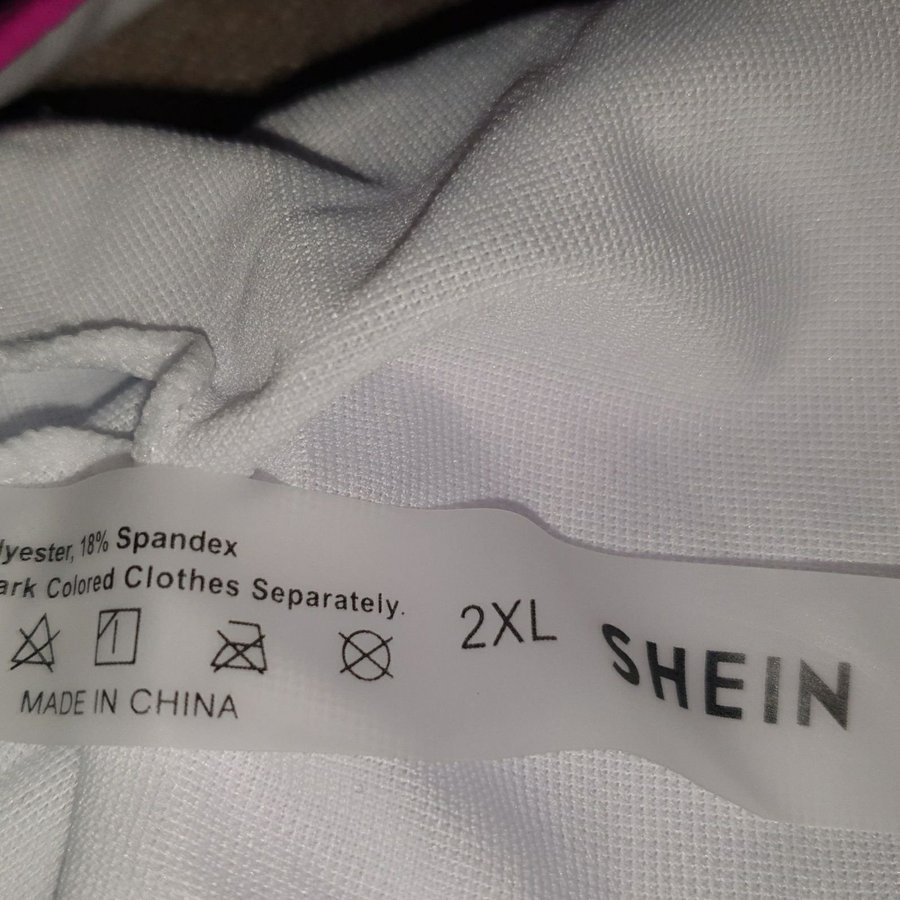 lyester, 18% Spandex
ark Colored Clothes Separately.
2XL
SHEIN
MADE IN CHINA